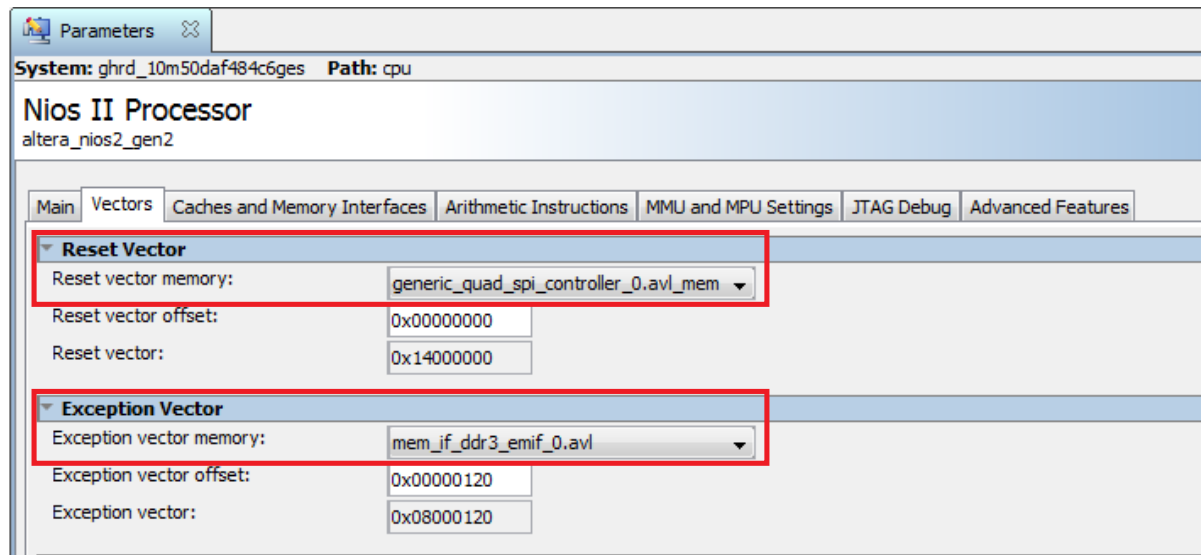 Parameters
System: ghrd_10m50daf484c6ges Path: cpu
Nios II Processor
altera_nios2_gen2
Main Vectors Caches and Memory Interfaces Arithmetic Instructions MMU and MPU Settings JTAG Debug Advanced Features
Reset Vector
Reset vector memory: generic_quad_spi_controller_0.avl_mem
Reset vector offset: 0x00000000
Reset vector: 0x14000000
Exception Vector
Exception vector memory: mem_if_ddr3_emif_0.avl
Exception vector offset: 0x00000120
Exception vector: 0x08000120